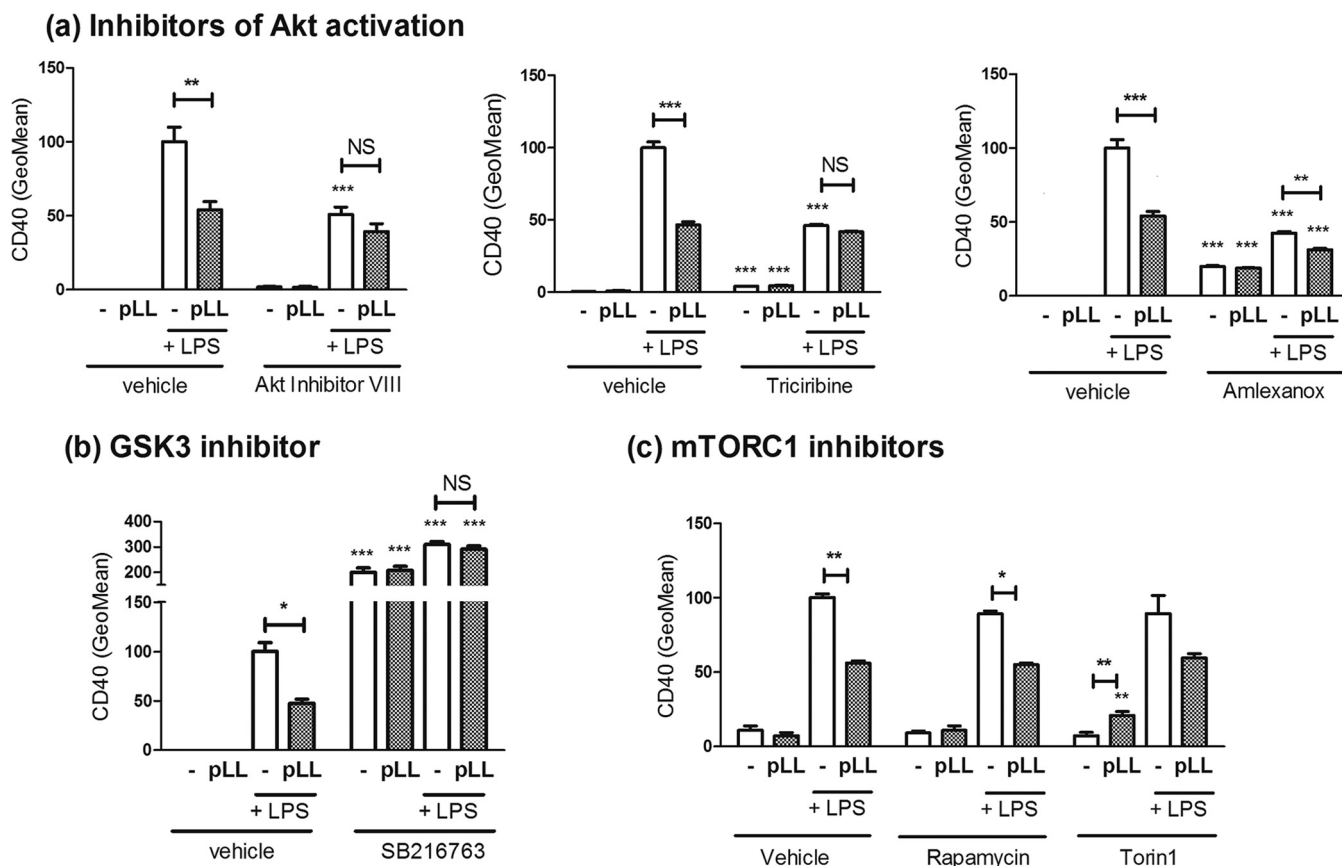 (a) Inhibitors of Akt activation
CD40 (GeoMean)
150
100
50
0
**
NS
***
- pLL - pLL - pLL - pLL
+ LPS + LPS
vehicle Akt Inhibitor VIII
CD40 (GeoMean)
150
100
50
0
***
NS
***
*** ***
- pLL - pLL - pLL - pLL
+ LPS + LPS
vehicle Triciribine
CD40 (GeoMean)
150
100
50
0
***
**
*** *** *** ***
- pLL - pLL - pLL - pLL
+ LPS + LPS
vehicle Amlexanox
(b) GSK3 inhibitor
CD40 (GeoMean)
400
300
200
150
100
50
0
*
NS
*** *** *** ***
- pLL - pLL - pLL - pLL
+ LPS + LPS
vehicle SB216763
(c) mTORC1 inhibitors
CD40 (GeoMean)
150
100
50
0
** * ** **
- pLL - pLL - pLL - pLL - pLL - pLL
+ LPS + LPS + LPS
Vehicle Rapamycin Torin1